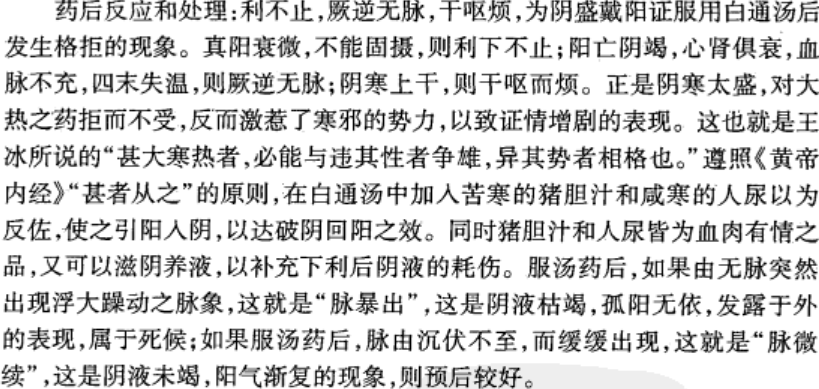 药后反应和处理:利不止,厥逆无脉,干呕烦,为阴盛戴阳证服用白通汤后
发生格拒的现象。真阳衰微,不能固摄,则利下不止;阳亡阴竭,心肾俱衰,血
脉不充,四末失温,则厥逆无脉;阴寒上干,则干呕而烦。正是阴寒太盛,对大
热之药拒而不受,反而激惹了寒邪的势力,以致证情增剧的表现。这也就是王
冰所说的“甚大寒热者,必能与违其性者争雄,异其势者相格也。”遵照《黄帝
内经》“甚者从之”的原则,在白通汤中加入苦寒的猪胆汁和咸寒的人尿以为
反佐,使之引阳入阴,以达破阴回阳之效。同时猪胆汁和人尿皆为血肉有情之
品,又可以滋阴养液,以补充下利后阴液的耗伤。服汤药后,如果由无脉突然
出现浮大躁动之脉象,这就是“脉暴出”,这是阴液枯竭,孤阳无依,发露于外
的表现,属于死候;如果服汤药后,脉由沉伏不至,而缓缓出现,这就是“脉微
续”,这是阴液未竭,阳气渐复的现象,则预后较好。